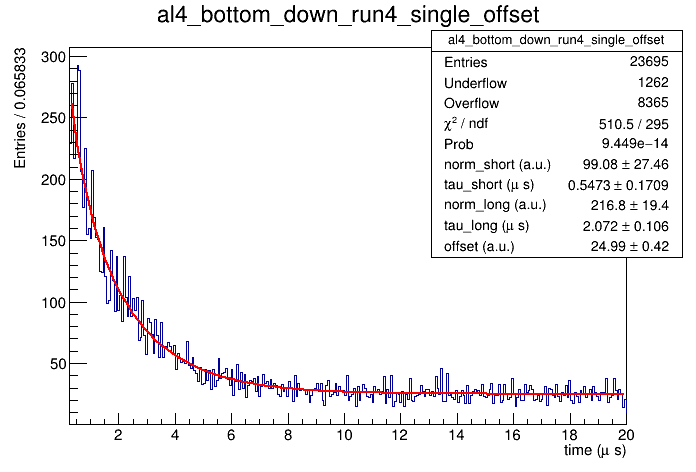 al4_bottom_down_run4_single_offset
al4_bottom_down_run4_single_offset
Entries 23695
Underflow 1262
Overflow 8365
χ² / ndf 510.5 / 295
Prob 9.449e−14
norm_short (a.u.) 99.08 ± 27.46
tau_short (μ s) 0.5473 ± 0.1709
norm_long (a.u.) 216.8 ± 19.4
tau_long (μ s) 2.072 ± 0.106
offset (a.u.) 24.99 ± 0.42
Entries / 0.065833
300
250
200
150
100
50
2 4 6 8 10 12 14 16 18 20
time (μ s)